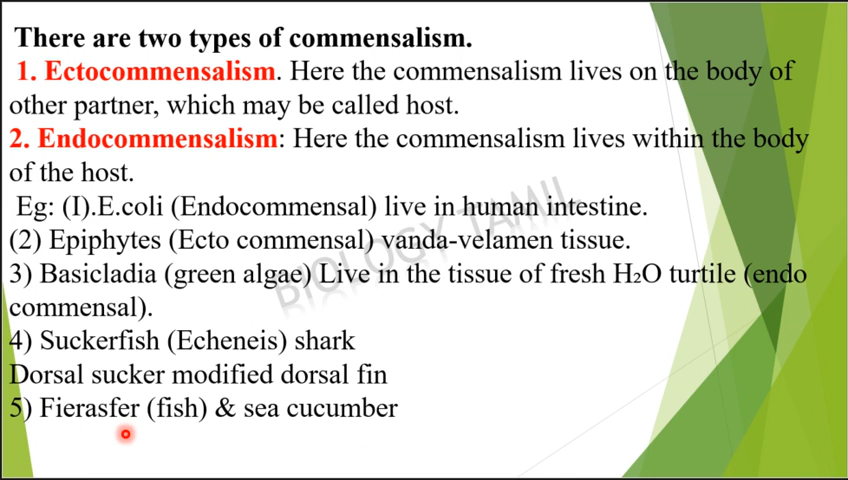 There are two types of commensalism.
1. Ectocommensalism. Here the commensalism lives on the body of
other partner, which may be called host.
2. Endocommensalism: Here the commensalism lives within the body
of the host.
Eg: (I).E.coli (Endocommensal) live in human intestine.
(2) Epiphytes (Ecto commensal) vanda-velamen tissue.
3) Basicladia (green algae) Live in the tissue of fresh H₂O turtile (endo
commensal).
4) Suckerfish (Echeneis) shark
Dorsal sucker modified dorsal fin
5) Fierasfer (fish) & sea cucumber
BIOLOGY TAMIL